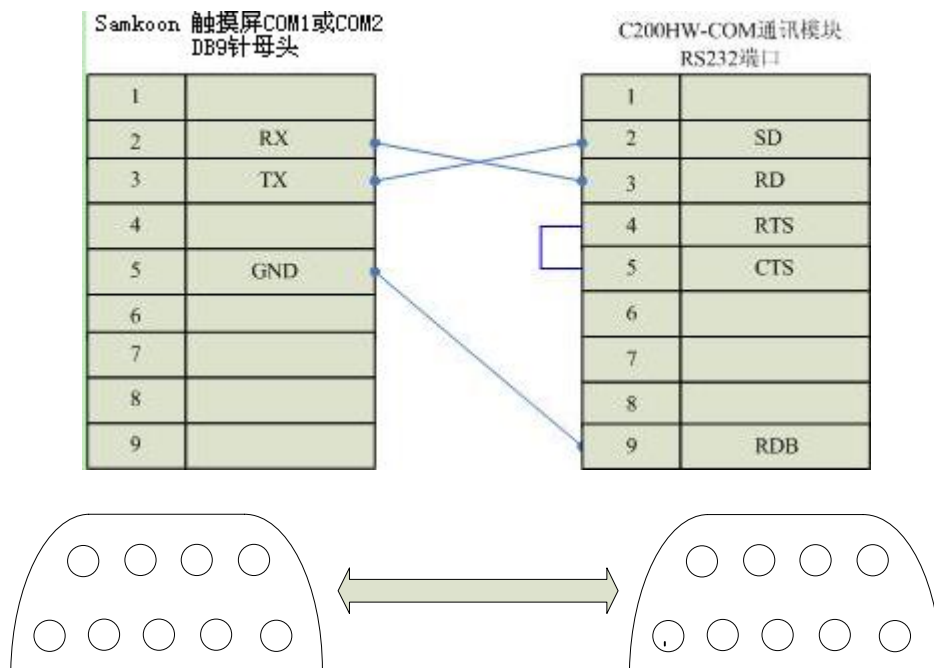 Samkoon 触摸屏COM1或COM2
DB9针母头
1
2 RX
3 TX
4
5 GND
6
7
8
9
C200HW-COM通讯模块
RS232端口
1
2 SD
3 RD
4 RTS
5 CTS
6
7
8
9 RDB